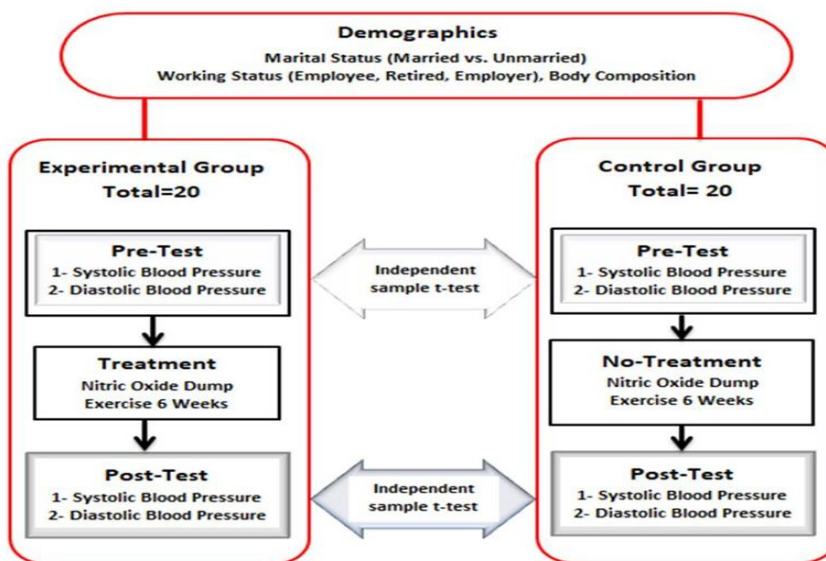 Demographics
Marital Status (Married vs. Unmarried)
Working Status (Employee, Retired, Employer), Body Composition
Experimental Group
Total=20
Pre-Test
1- Systolic Blood Pressure
2- Diastolic Blood Pressure
Treatment
Nitric Oxide Dump
Exercise 6 Weeks
Post-Test
1- Systolic Blood Pressure
2- Diastolic Blood Pressure
Independent
sample t-test
Independent
sample t-test
Control Group
Total= 20
Pre-Test
1- Systolic Blood Pressure
2- Diastolic Blood Pressure
No-Treatment
Nitric Oxide Dump
Exercise 6 Weeks
Post-Test
1- Systolic Blood Pressure
2- Diastolic Blood Pressure